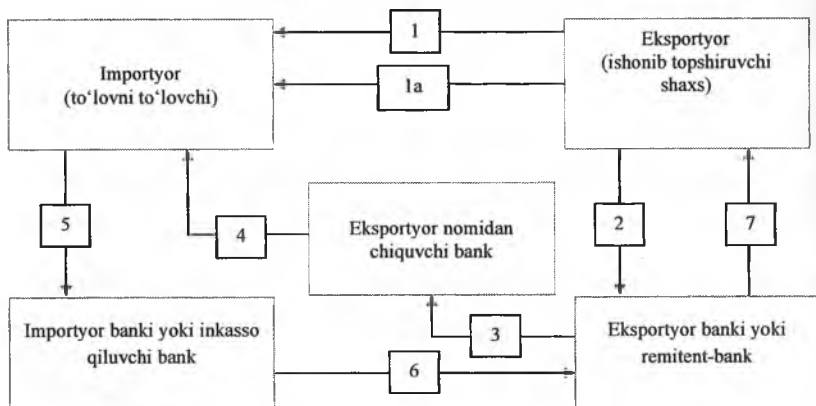 1
Importyor
(to‘lovni to‘lovchi)
1a
Eksportyor
(ishonib topshiruvchi
shaxs)
5
4
Eksportyor nomidan
chiquvchi bank
2
7
Importyor banki yoki inkasso
qiluvchi bank
3
6
Eksportyor banki yoki
remitent-bank